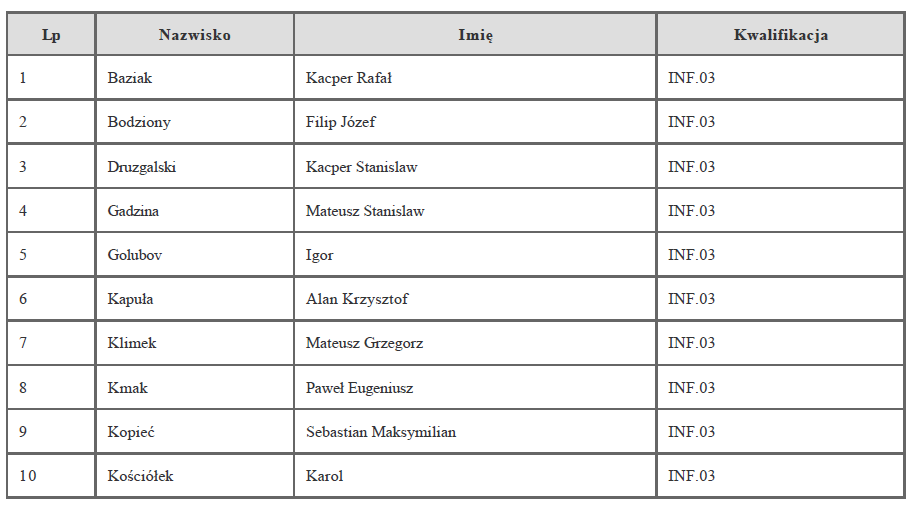 Lp Nazwisko Imię Kwalifikacja
1 Baziak Kacper Rafał INF.03
2 Bodziony Filip Józef INF.03
3 Druzgalski Kacper Stanislaw INF.03
4 Gadzina Mateusz Stanislaw INF.03
5 Golubov Igor INF.03
6 Kapuła Alan Krzysztof INF.03
7 Klimek Mateusz Grzegorz INF.03
8 Kmak Paweł Eugeniusz INF.03
9 Kopieć Sebastian Maksymilian INF.03
10 Kościółek Karol INF.03